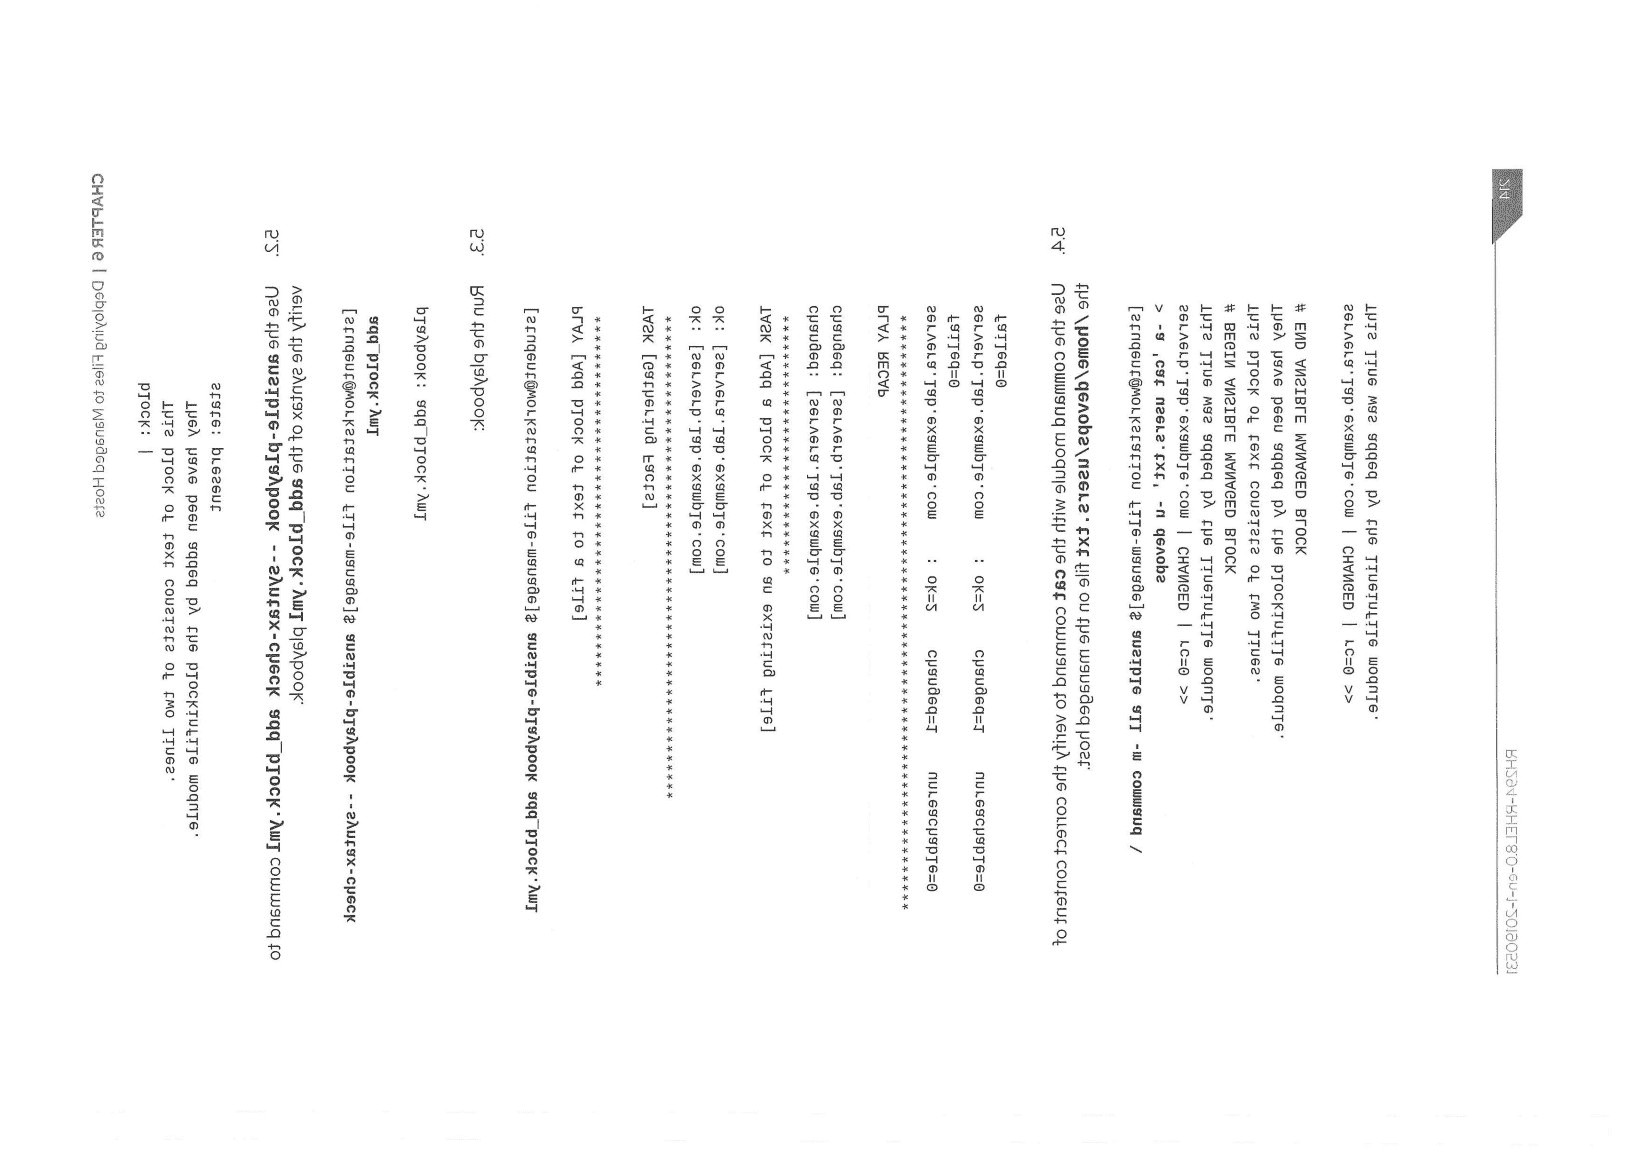 CHAPTER 6 | Deploying Files to Managed Hosts
block: |
This block of text consists of two lines.
They have been added by the blockinfile module.
state: present
5.2. Use the ansible-playbook --syntax-check add_block.yml command to
verify the syntax of the add_block.yml playbook.
[student@workstation file-manage]$ ansible-playbook --syntax-check
add_block.yml
playbook: add_block.yml
5.3. Run the playbook:
[student@workstation file-manage]$ ansible-playbook add_block.yml
PLAY [Add block of text to a file]
*****************************************
TASK [Gathering Facts]
******************************************************
ok: [serverb.lab.example.com]
ok: [servera.lab.example.com]
TASK [Add a block of text to an existing file]
*****************************
changed: [servera.lab.example.com]
changed: [serverb.lab.example.com]
PLAY RECAP
******************************************************************
servera.lab.example.com : ok=2 changed=1 unreachable=0
failed=0
serverb.lab.example.com : ok=2 changed=1 unreachable=0
failed=0
5.4. Use the command module with the cat command to verify the correct content of
the /home/devops/users.txt file on the managed host.
[student@workstation file-manage]$ ansible all -m command \
> -a 'cat users.txt' -u devops
serverb.lab.example.com | CHANGED | rc=0 >>
This line was added by the lineinfile module.
# BEGIN ANSIBLE MANAGED BLOCK
This block of text consists of two lines.
They have been added by the blockinfile module.
# END ANSIBLE MANAGED BLOCK
servera.lab.example.com | CHANGED | rc=0 >>
This line was added by the lineinfile module.
214
RH294-RHEL8.0-en-1-20190531